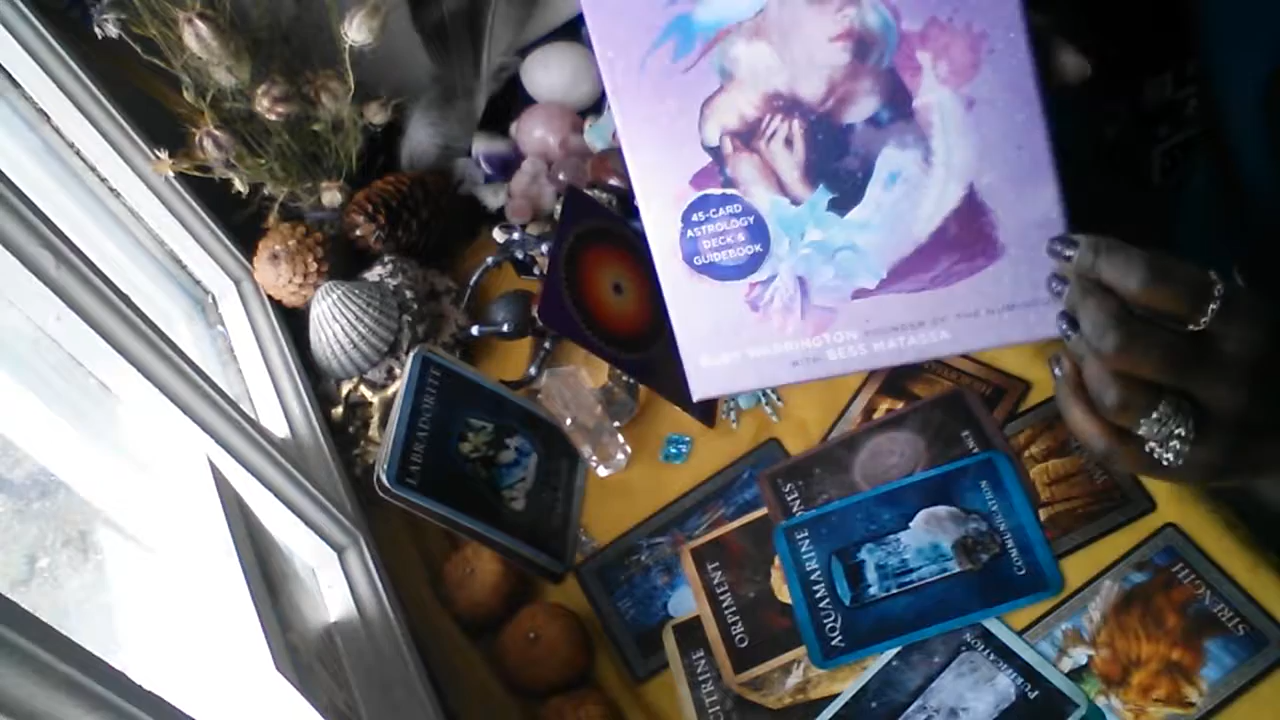 45-CARD
ASTROLOGY
DECK &
GUIDEBOOK
RUBY WARRINGTON FOUNDER OF THE
WITH BESS MATASSA
LABRADORITE
AQUAMARINE
COMMUNICATION
ORPIMENT
CITRINE
PURIFICATION
STRENGTH